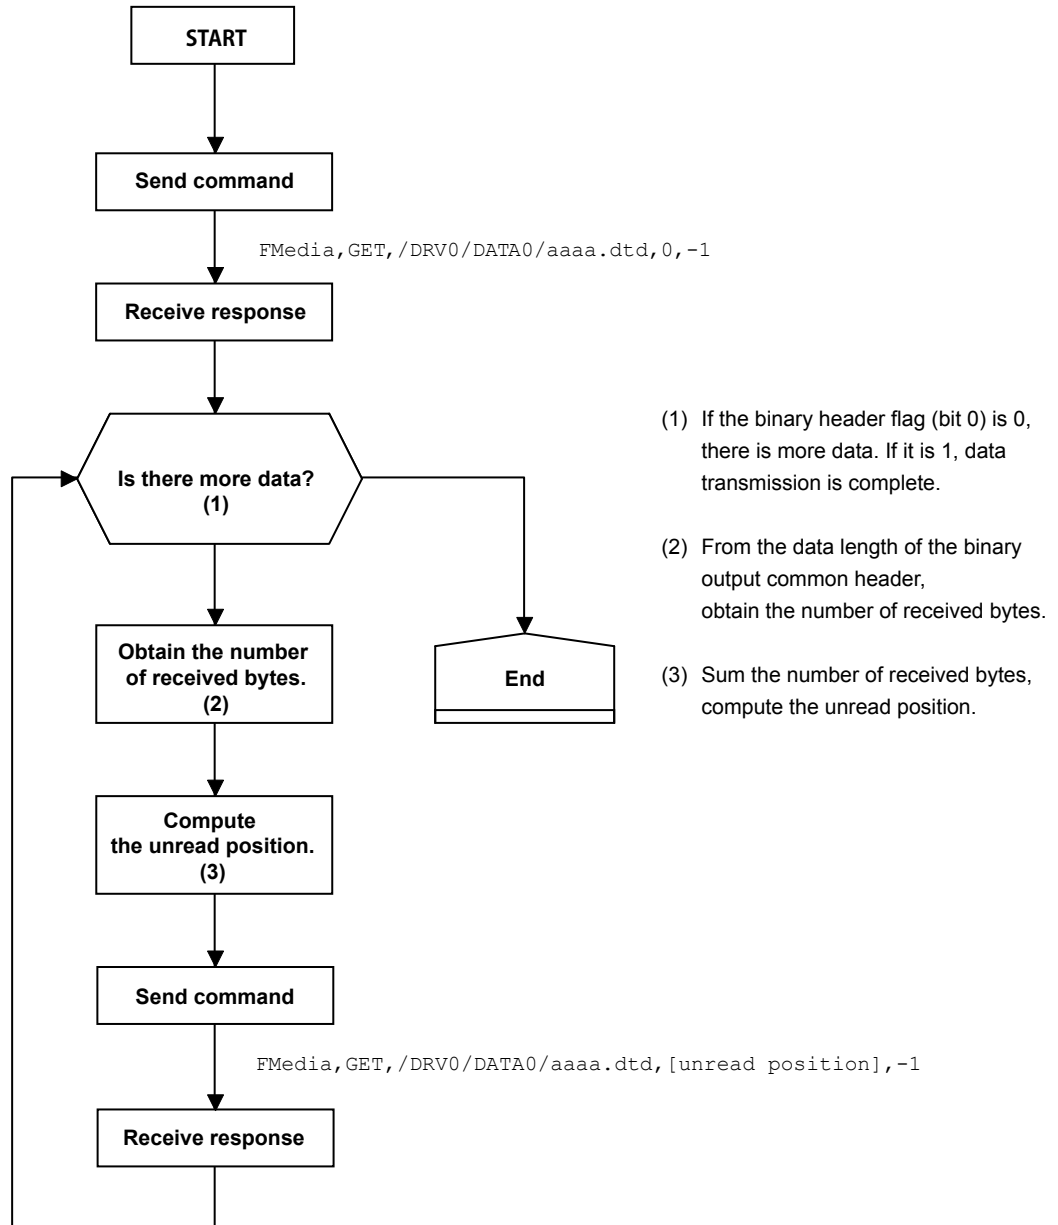 START
Send command
FMedia,GET,/DRV0/DATA0/aaaa.dtd,0,-1
Receive response
Is there more data?
(1)
Obtain the number
of received bytes.
(2)
End
Compute
the unread position.
(3)
Send command
FMedia,GET,/DRV0/DATA0/aaaa.dtd,[unread position],-1
Receive response
(1) If the binary header flag (bit 0) is 0,
there is more data. If it is 1, data
transmission is complete.
(2) From the data length of the binary
output common header,
obtain the number of received bytes.
(3) Sum the number of received bytes,
compute the unread position.